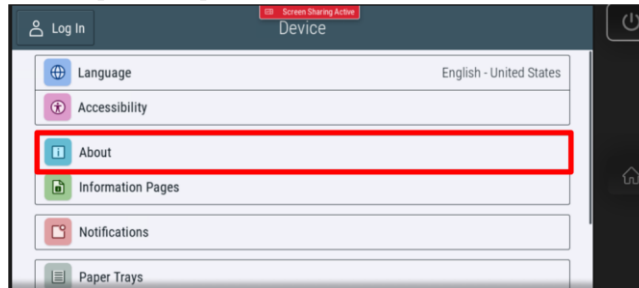 Screen Sharing Active
Log In
Device
Language
English - United States
Accessibility
About
Information Pages
Notifications
Paper Trays